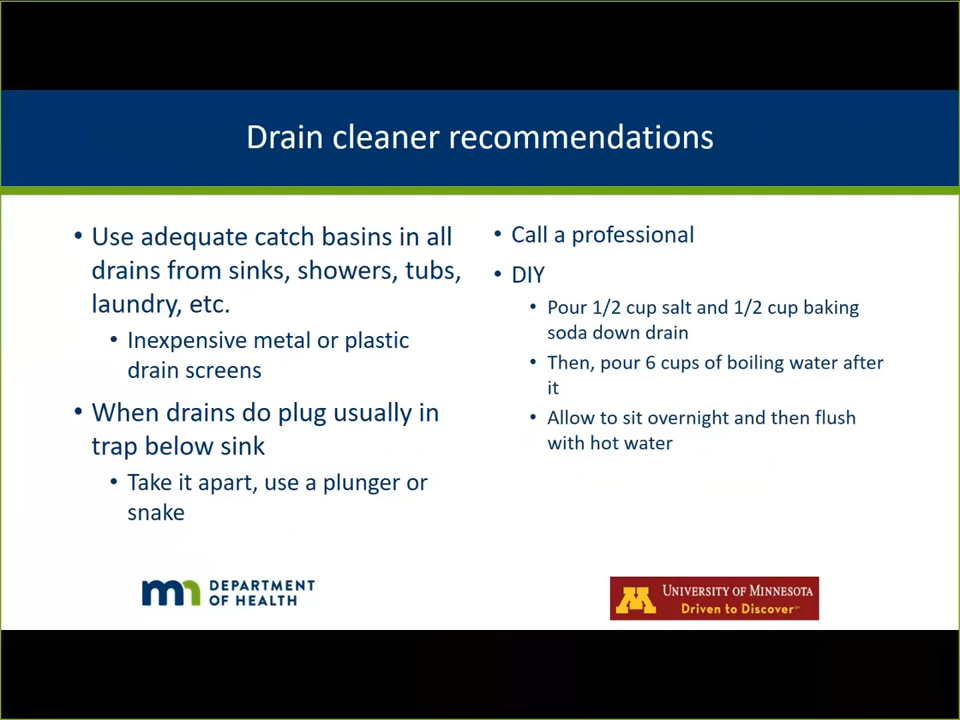 Drain cleaner recommendations
• Use adequate catch basins in all
drains from sinks, showers, tubs,
laundry, etc.
• Inexpensive metal or plastic
drain screens
• When drains do plug usually in
trap below sink
• Take it apart, use a plunger or
snake
• Call a professional
• DIY
• Pour 1/2 cup salt and 1/2 cup baking
soda down drain
• Then, pour 6 cups of boiling water after
it
• Allow to sit overnight and then flush
with hot water
mn DEPARTMENT
OF HEALTH
M UNIVERSITY OF MINNESOTA
Driven to Discover